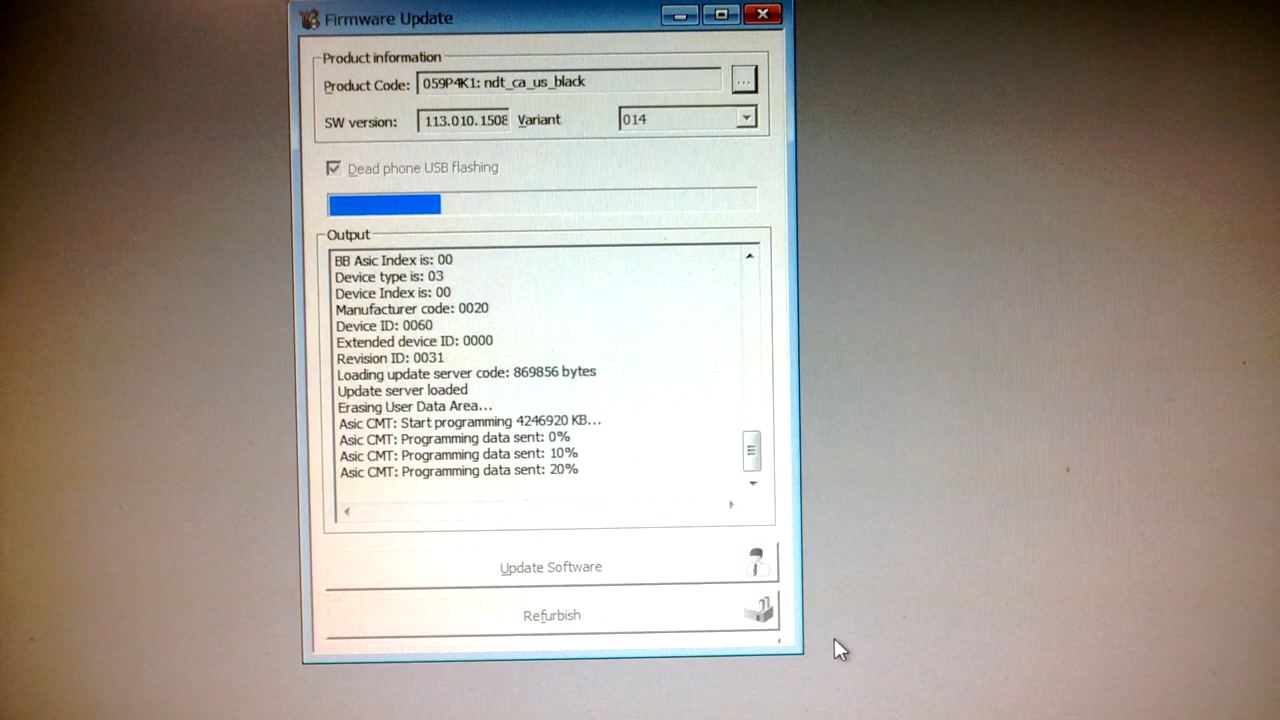 Firmware Update
Product information
Product Code: 059P4K1: ndt_ca_us_black ...
SW version: 113.010.1508 Variant 014
Dead phone USB flashing
Output
BB Asic Index is: 00
Device type is: 03
Device Index is: 00
Manufacturer code: 0020
Device ID: 0060
Extended device ID: 0000
Revision ID: 0031
Loading update server code: 869856 bytes
Update server loaded
Erasing User Data Area...
Asic CMT: Start programming 4246920 KB...
Asic CMT: Programming data sent: 0%
Asic CMT: Programming data sent: 10%
Asic CMT: Programming data sent: 20%
Update Software
Refurbish